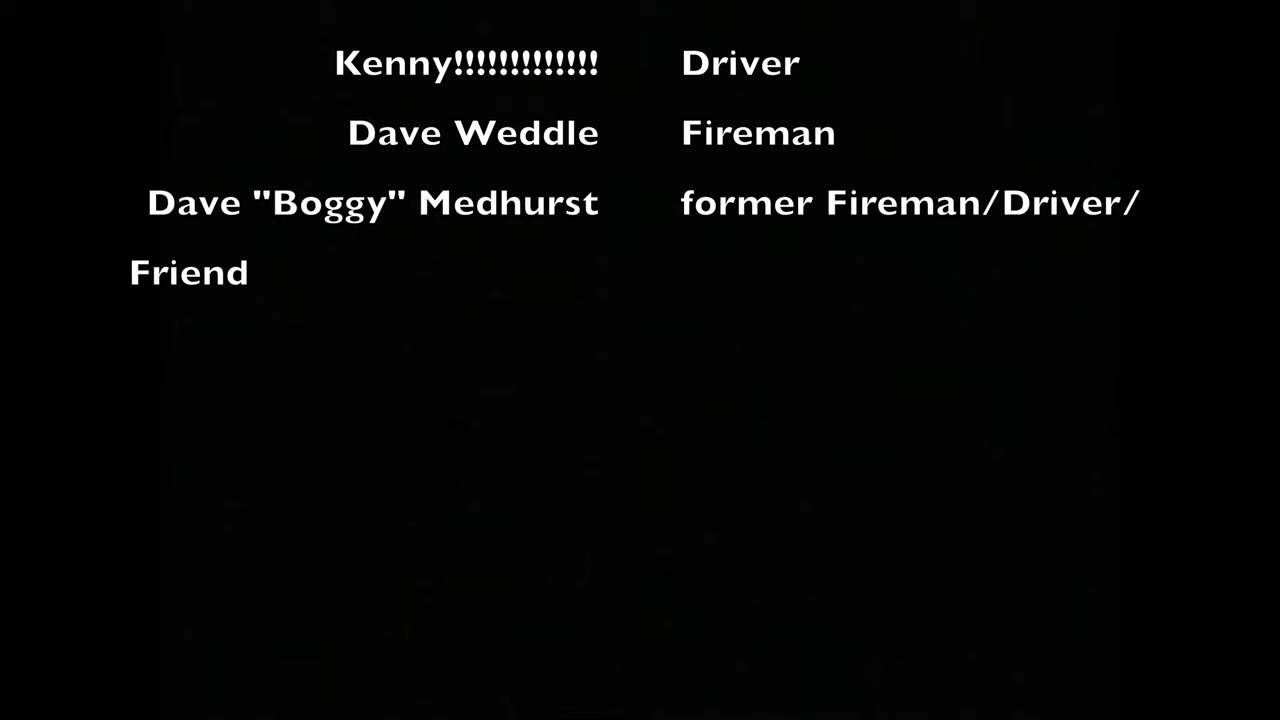 Kenny!!!!!!!!!!!!! Driver
Dave Weddle Fireman
Dave "Boggy" Medhurst former Fireman/Driver/
Friend